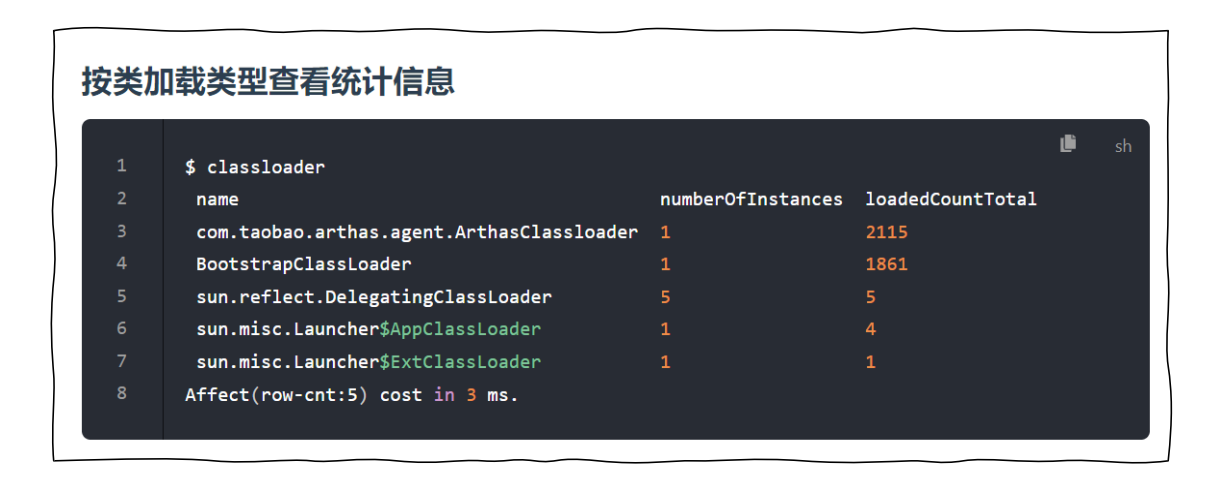 按类加载类型查看统计信息
sh
1 $ classloader
2 name numberOfInstances loadedCountTotal
3 com.taobao.arthas.agent.ArthasClassloader 1 2115
4 BootstrapClassLoader 1 1861
5 sun.reflect.DelegatingClassLoader 5 5
6 sun.misc.Launcher$AppClassLoader 1 4
7 sun.misc.Launcher$ExtClassLoader 1 1
8 Affect(row-cnt:5) cost in 3 ms.